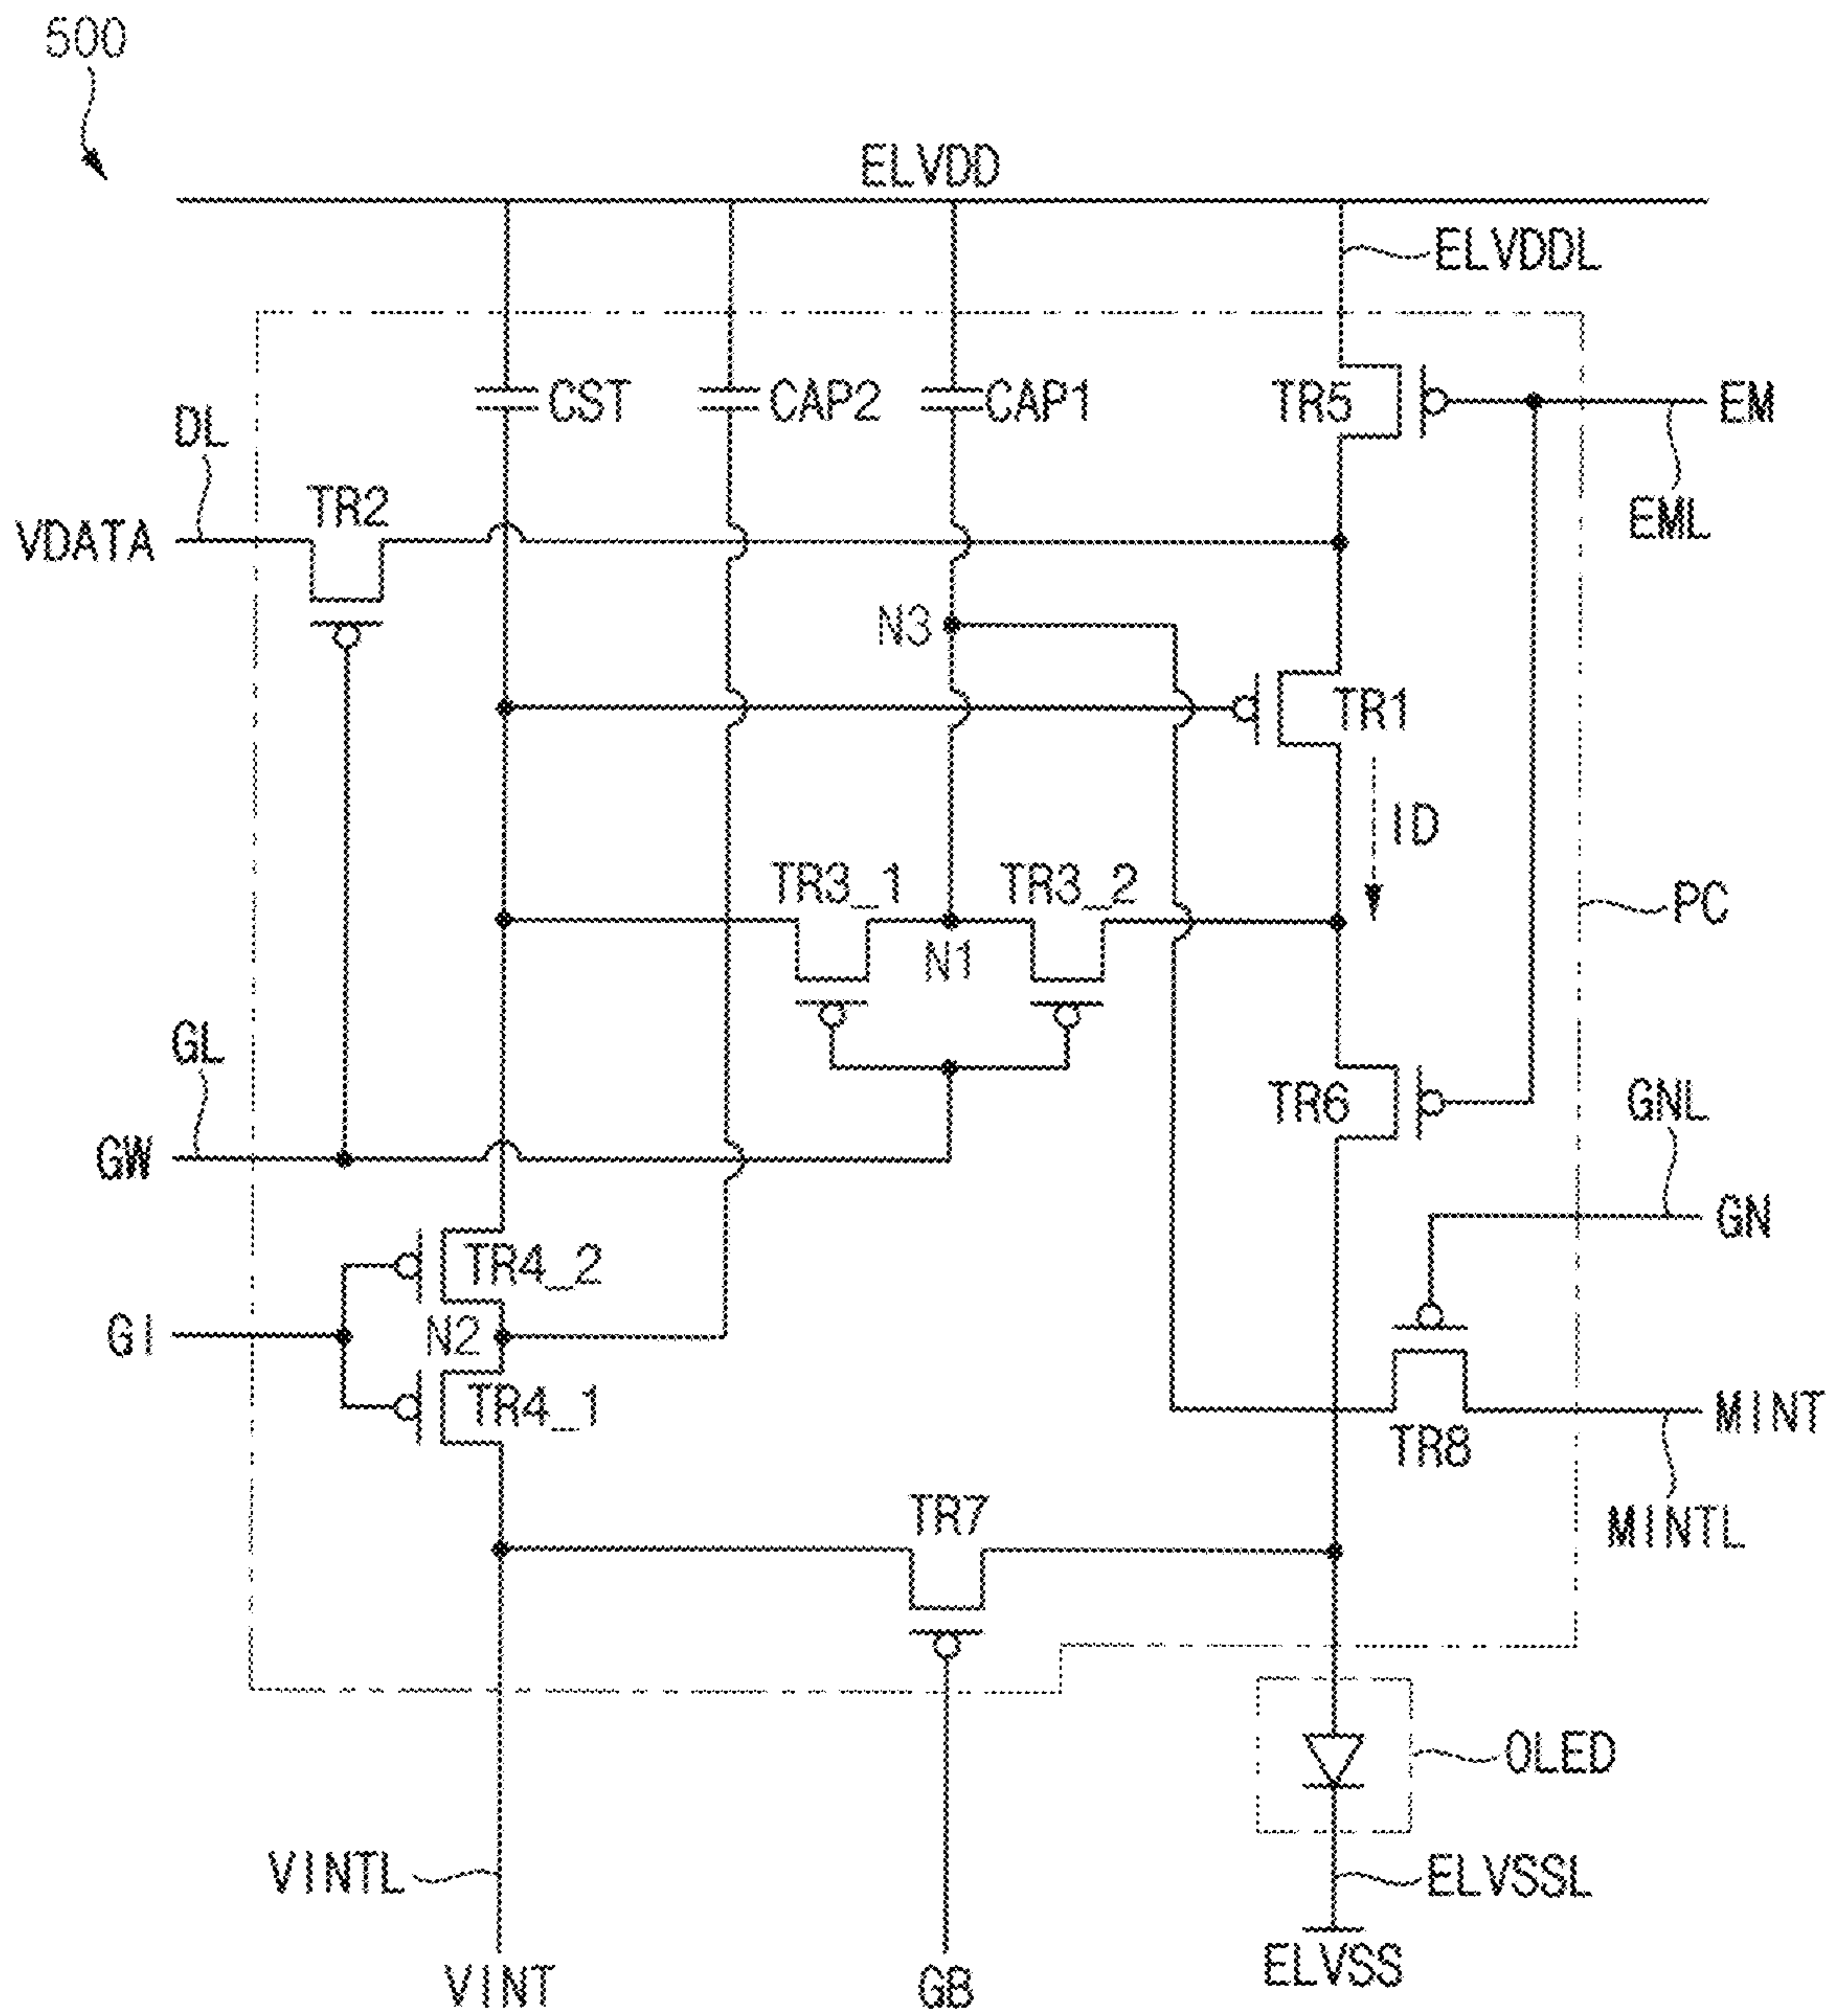 500
ELVDD
ELVDDL
CST
CAP2
CAP1
TR5
EM
DL
TR2
EML
VDATA
N3
TR1
ID
TR3_1
TR3_2
PC
N1
GL
TR6
GNL
GW
GN
TR4_2
GI
N2
TR4_1
MINT
TR8
TR7
MINTL
OLED
VINTL
ELVSSL
VINT
GB
ELVSS